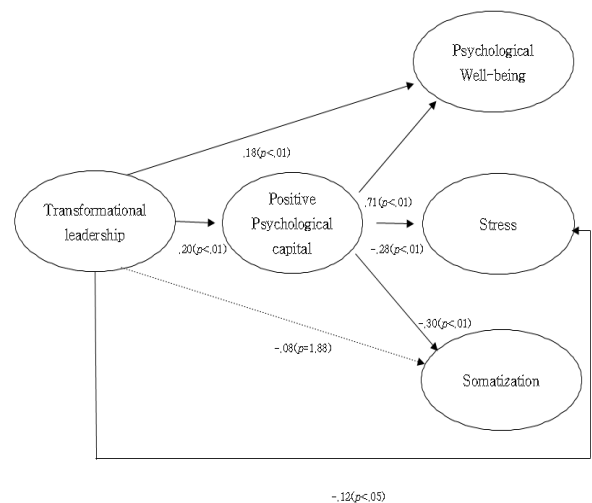 Psychological
Well-being
.18(p<.01)
Positive
Psychological
capital
Transformational
leadership
.71(p<.01)
Stress
.20(p<.01)
-.28(p<.01)
-.30(p<.01)
-.08(p=1.88)
Somatization
-.12(p<.05)